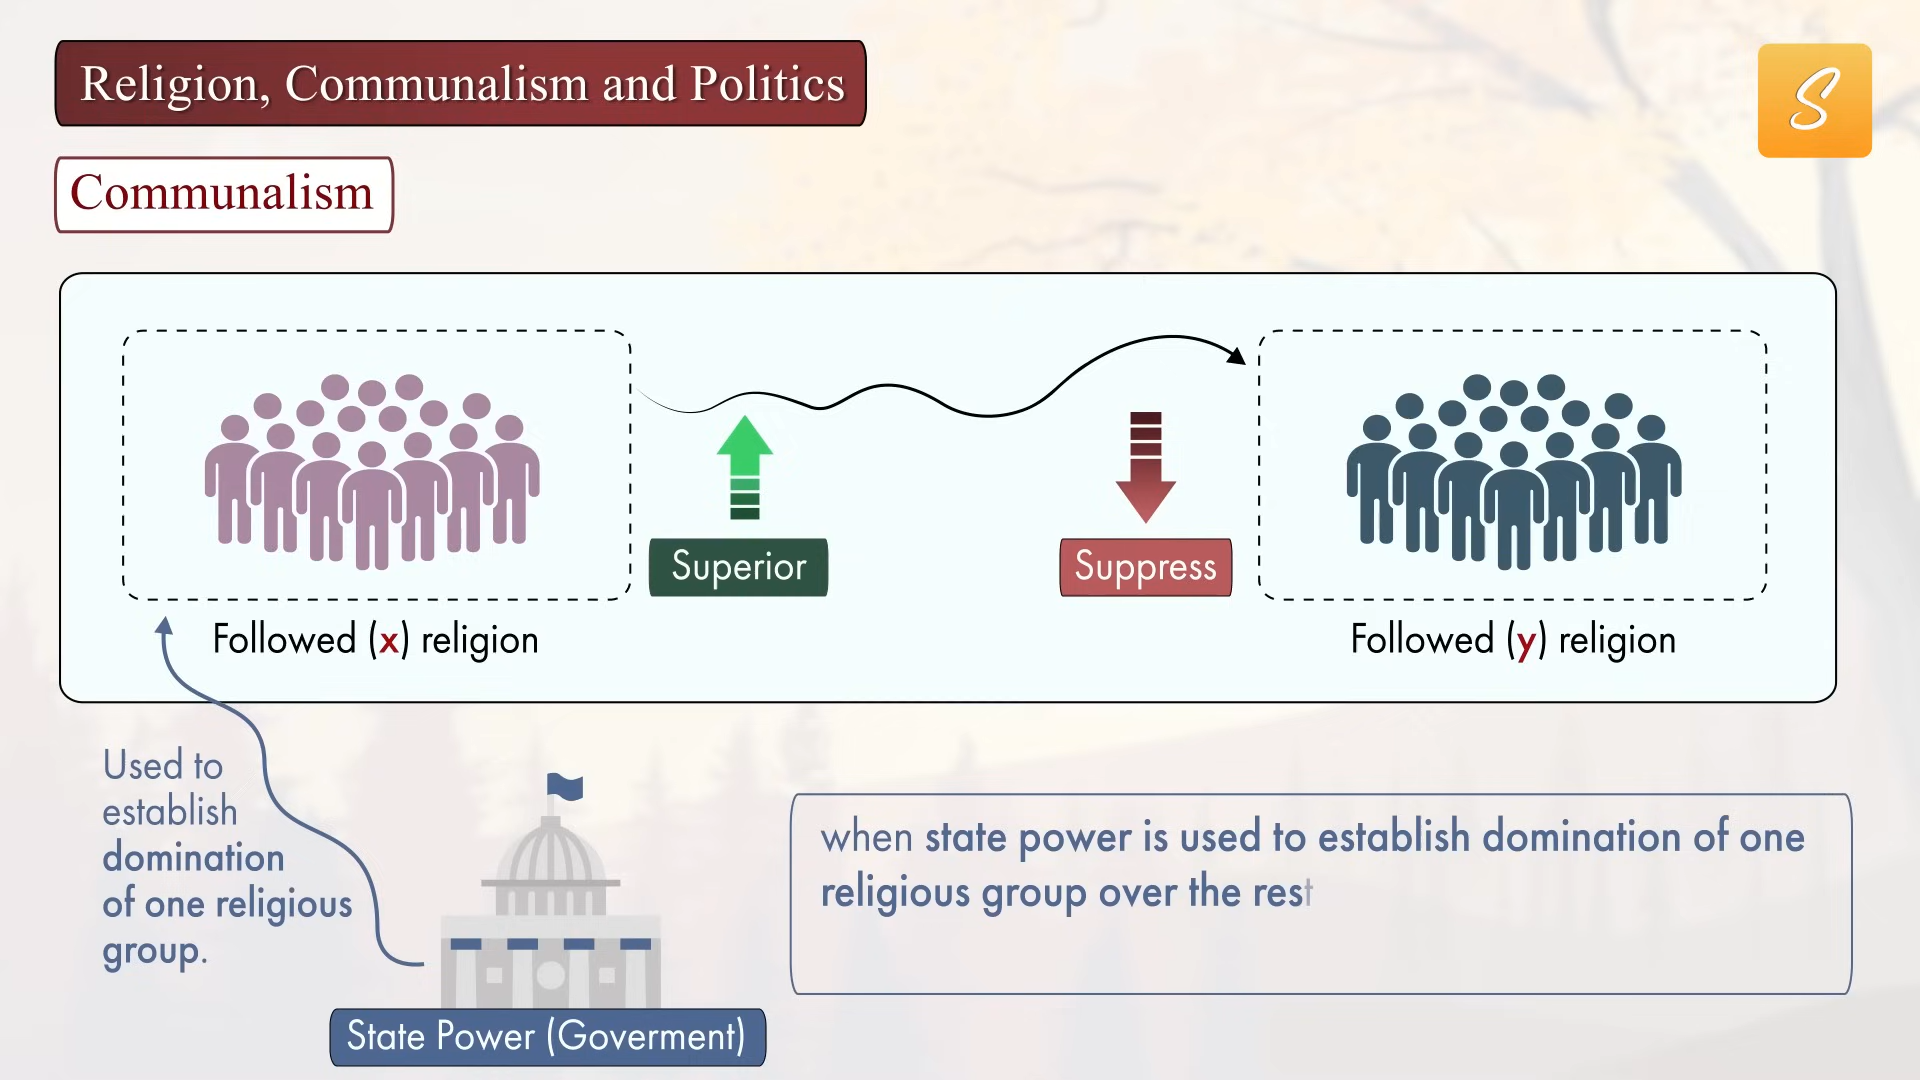 Religion, Communalism and Politics
S
Communalism
Superior
Suppress
Followed (x) religion
Followed (y) religion
Used to
establish
domination
of one religious
group.
when state power is used to establish domination of one
religious group over the rest
State Power (Goverment)